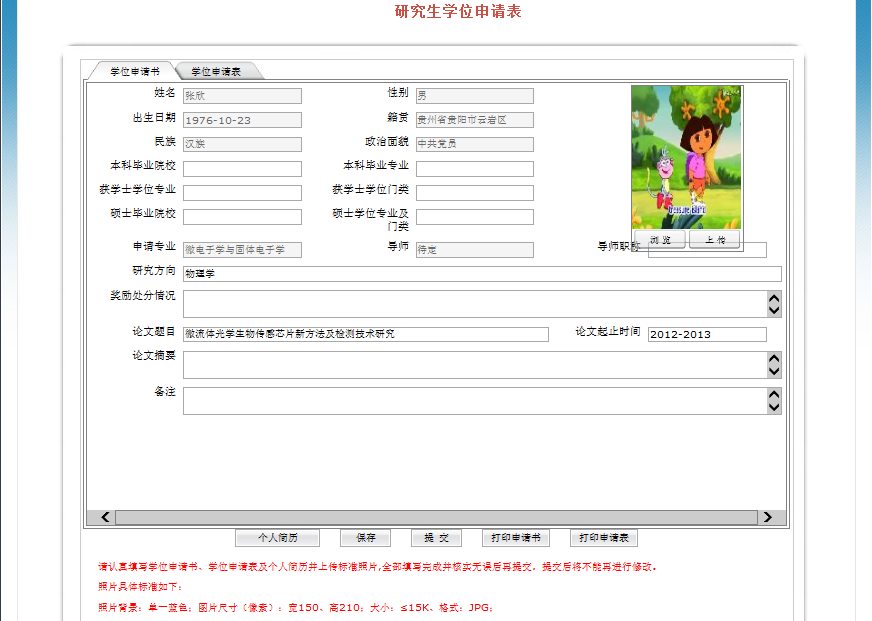 研究生学位申请表
学位申请书 学位申请表
姓名 张欣 性别 男
出生日期 1976-10-23 籍贯 贵州省贵阳市云岩区
民族 汉族 政治面貌 中共党员
本科毕业院校 本科毕业专业
获学士学位专业 获学士学位门类
硕士毕业院校 硕士学位专业及
门类
浏览 上传
申请专业 微电子学与固体电子学 导师 待定 导师职称
研究方向 物理学
奖励处分情况
论文题目 微流体光学生物传感芯片新方法及检测技术研究 论文起止时间 2012-2013
论文摘要
备注
个人简历 保存 提交 打印申请书 打印申请表
请认真填写学位申请书、学位申请表及个人简历并上传标准照片,全部填写完成并核实无误后再提交。提交后将不能再进行修改。
照片具体标准如下:
照片背景: 单一蓝色; 图片尺寸(像素): 宽150、高210; 大小: ≤15K、格式: JPG;